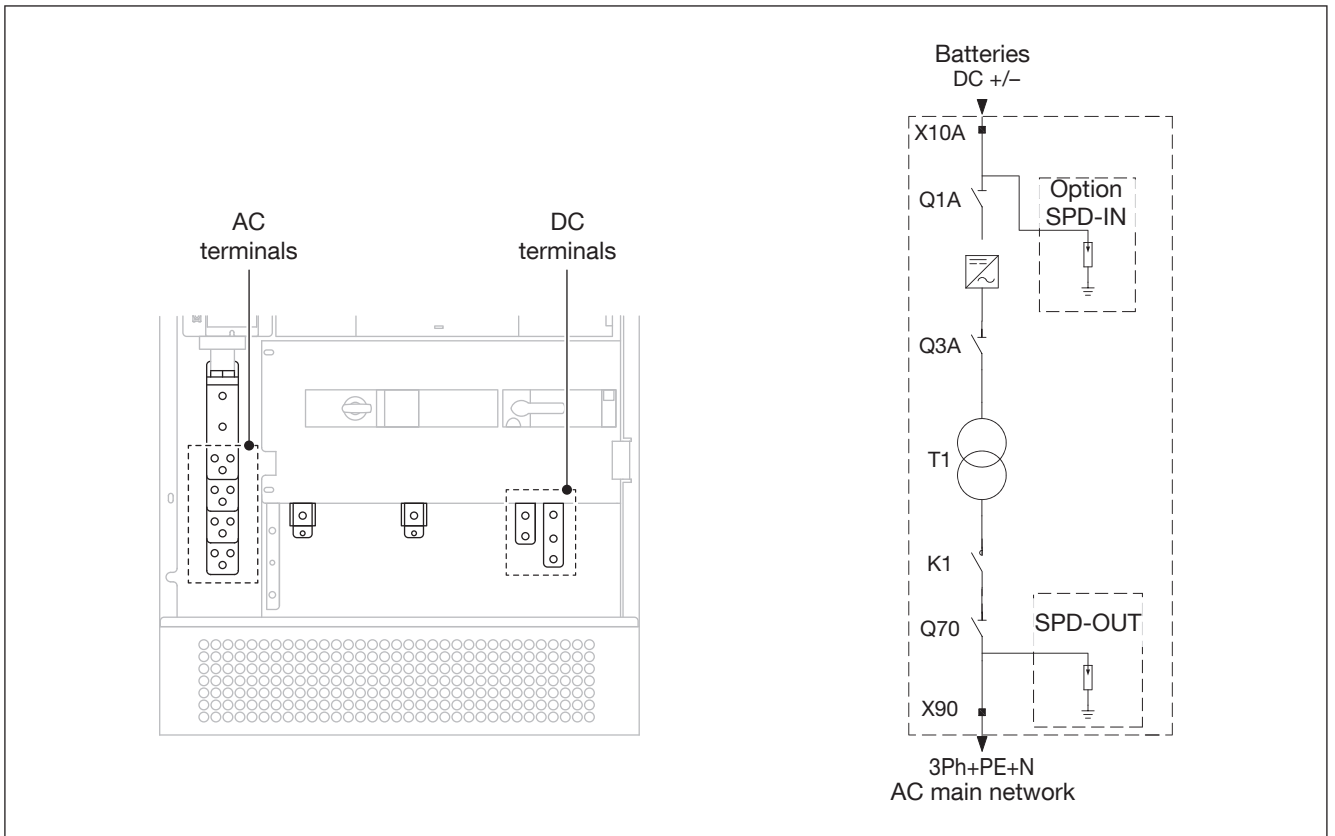 AC
terminals
DC
terminals
Batteries
DC +/–
X10A
Q1A
Option
SPD-IN
Q3A
T1
K1
Q70
SPD-OUT
X90
3Ph+PE+N
AC main network